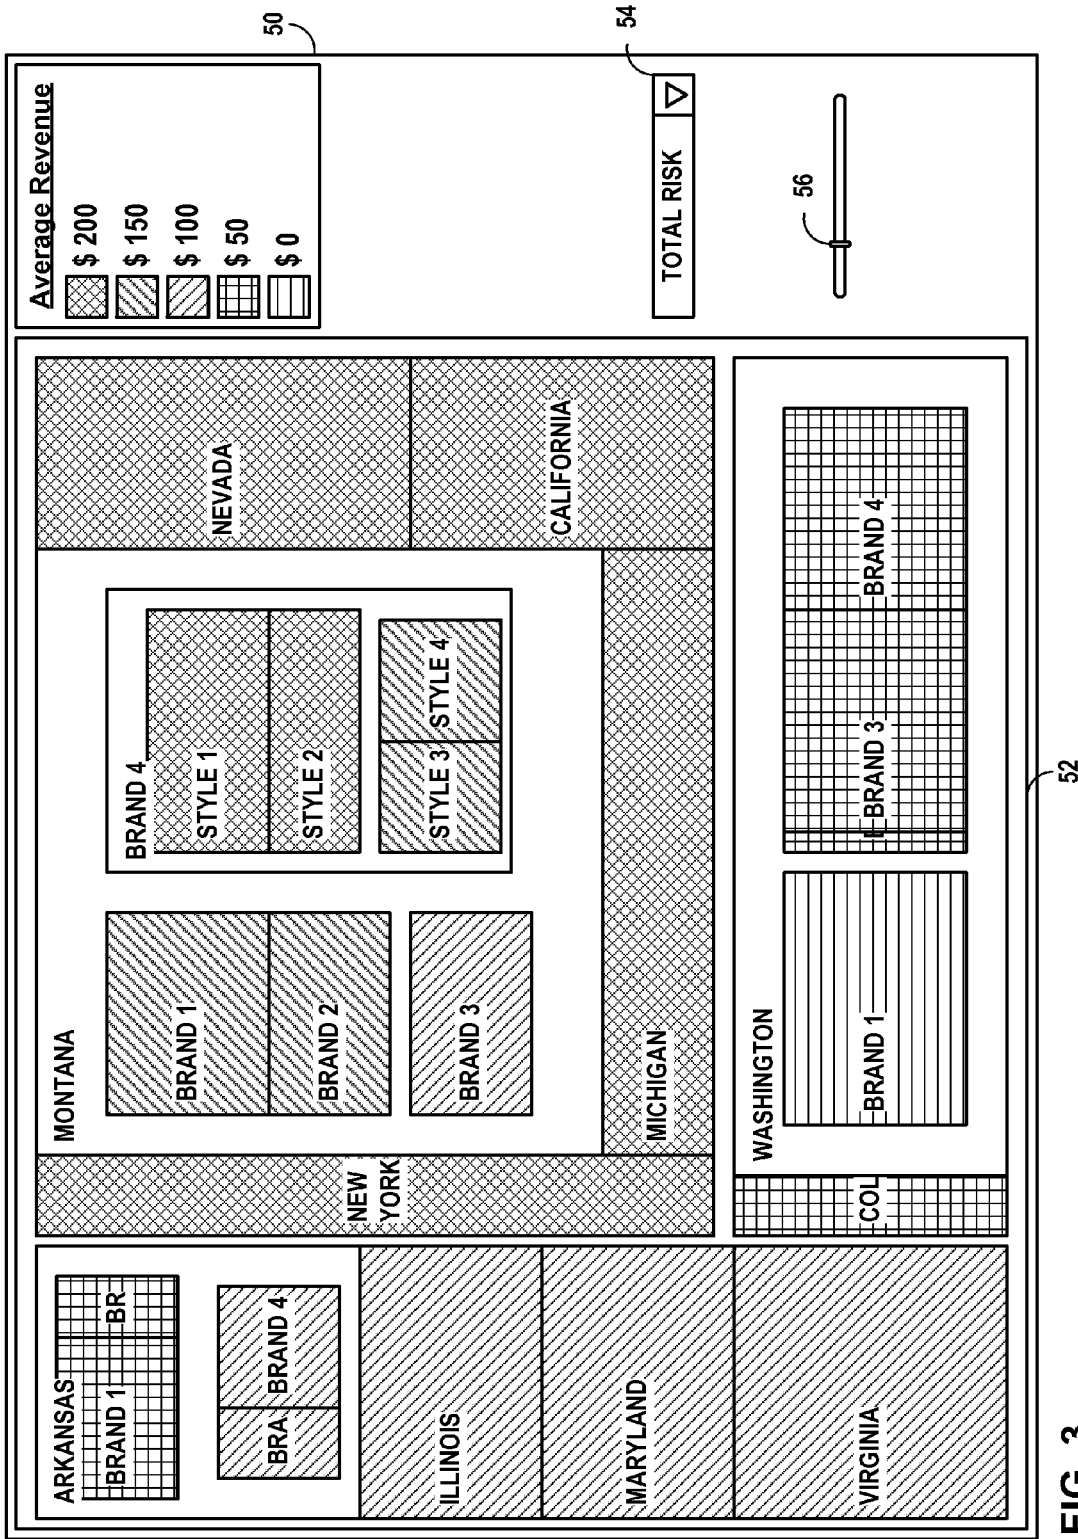 50
Average Revenue
$ 200
$ 150
$ 100
$ 50
$ 0
54
TOTAL RISK
56
ARKANSAS
BRAND 1
BR
BRA
BRAND 4
ILLINOIS
MARYLAND
VIRGINIA
NEW
YORK
MONTANA
BRAND 1
BRAND 2
BRAND 3
BRAND 4
STYLE 1
STYLE 2
STYLE 3
STYLE 4
NEVADA
CALIFORNIA
MICHIGAN
COL
WASHINGTON
BRAND 1
BRAND 3
BRAND 4
52
FIG. 3